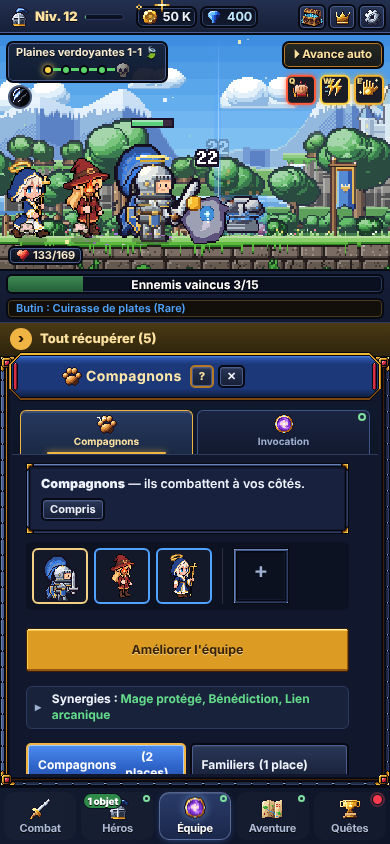 Niv. 12
50 K
400
Plaines verdoyantes 1-1
Avance auto
Q
W
E
22
22
133/169
Ennemis vaincus 3/15
Butin : Cuirasse de plates (Rare)
Tout récupérer (5)
Compagnons
?
×
Compagnons
Invocation
Compagnons — ils combattent à vos côtés.
Compris
+
Améliorer l'équipe
Synergies : Mage protégé, Bénédiction, Lien
arcanique
Compagnons (2
places)
Familiers (1 place)
1 objet
Combat
Héros
Équipe
Aventure
Quêtes